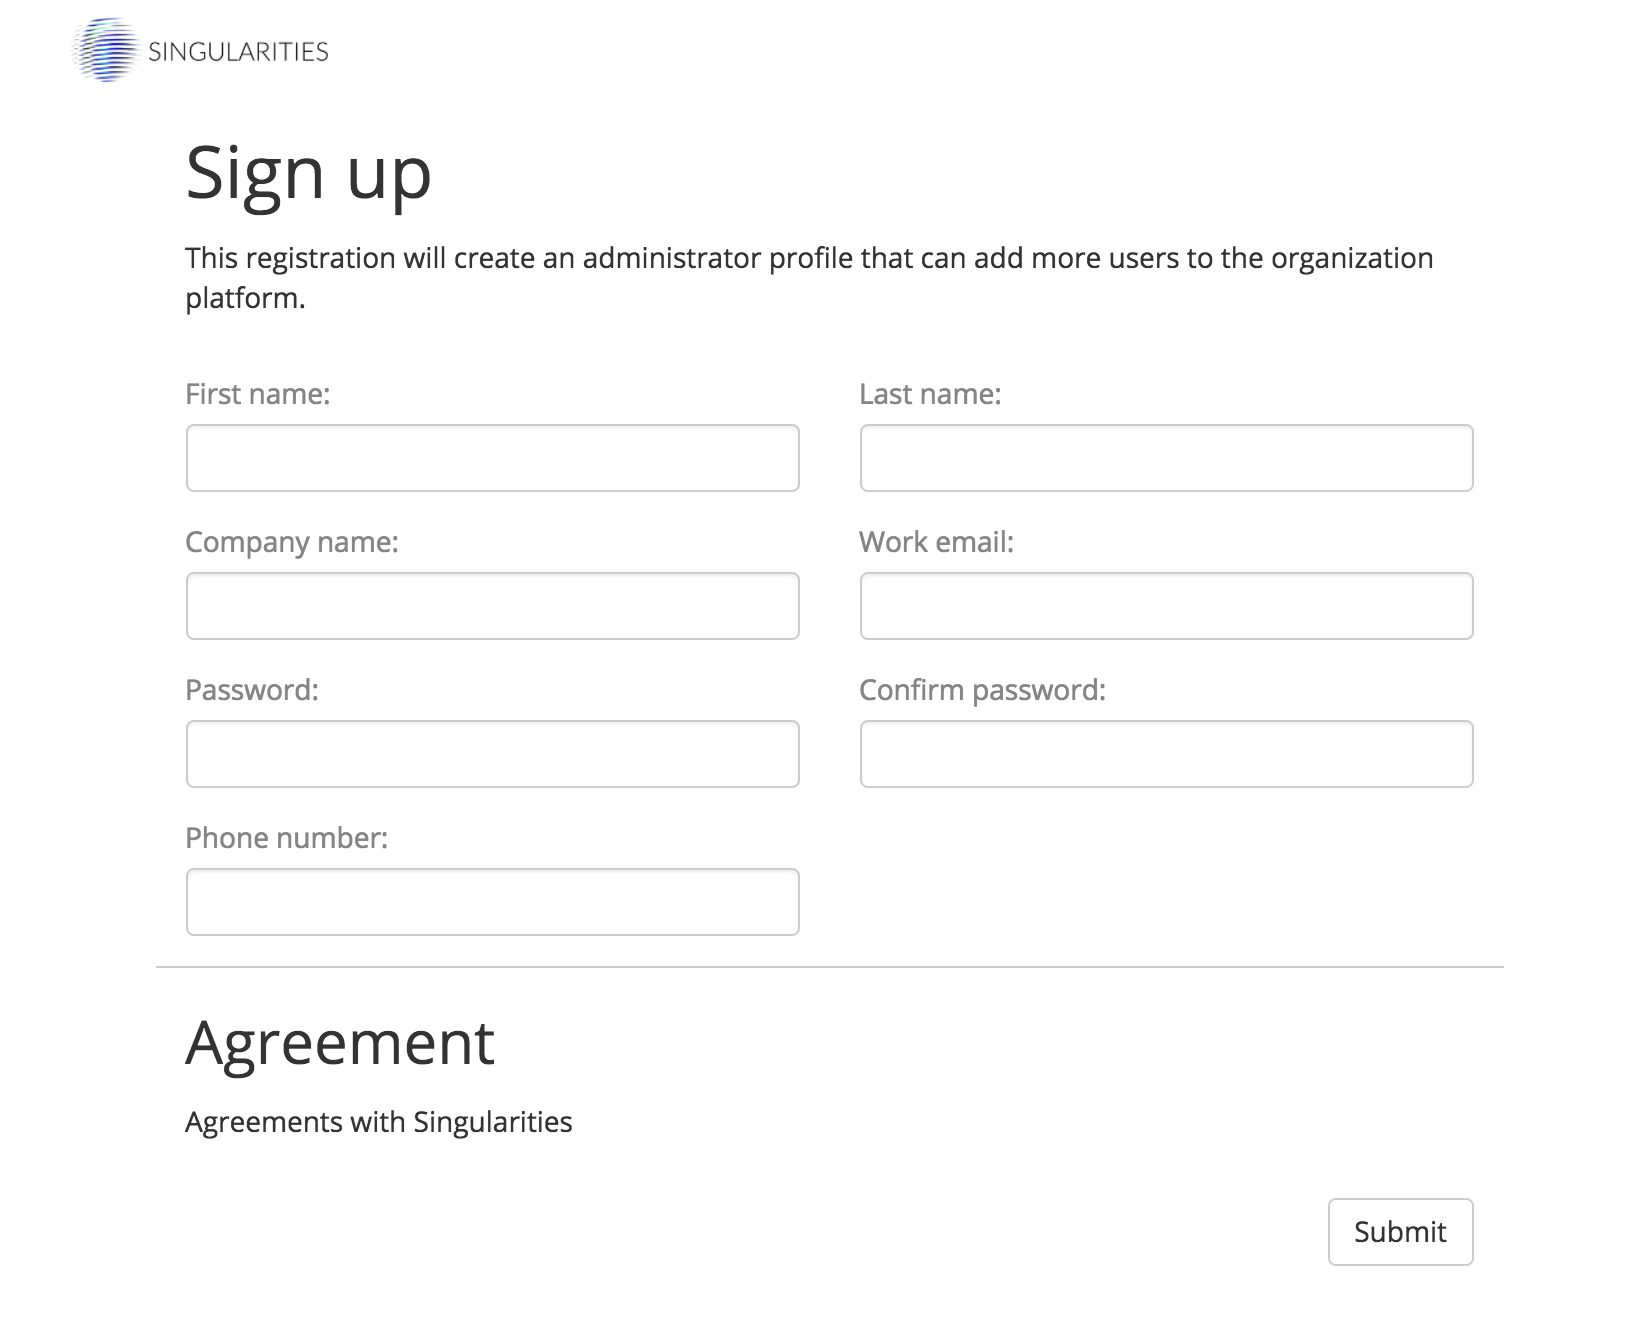 SINGULARITIES
Sign up
This registration will create an administrator profile that can add more users to the organization
platform.
First name:
Last name:
Company name:
Work email:
Password:
Confirm password:
Phone number:
Agreement
Agreements with Singularities
Submit